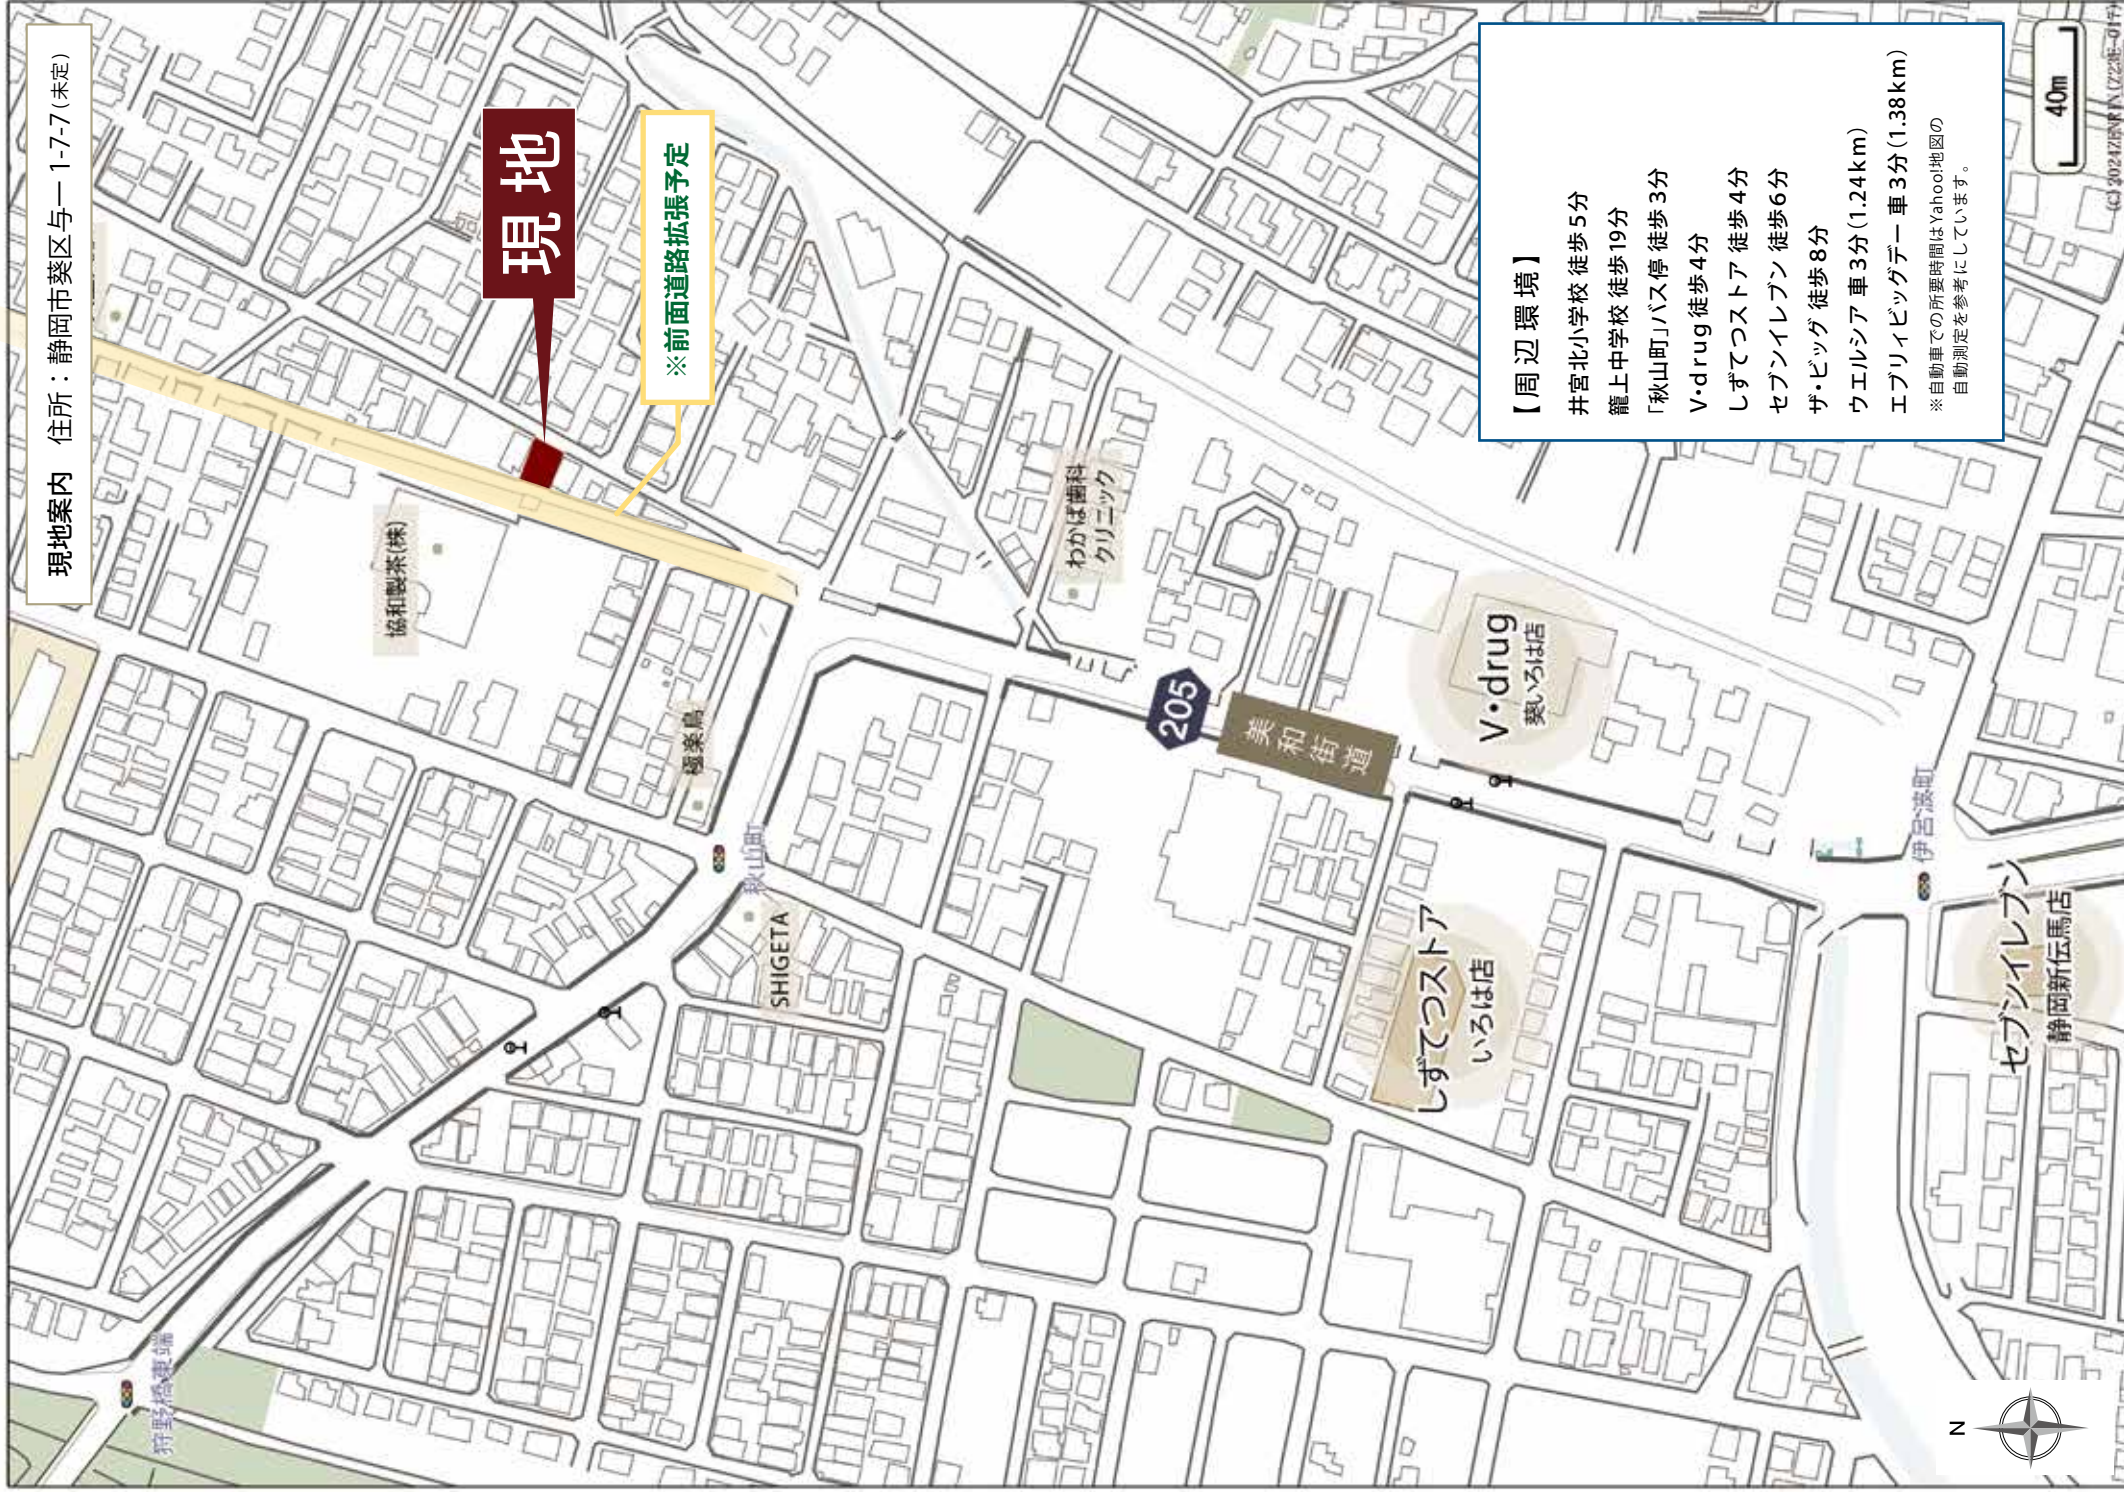 現地案内 住所：静岡市葵区与一 1-7-7(未定)
現地
※前面道路拡張予定
協和製茶(株)
極楽鳥
秋山町
SHIGETA
狩野橋東端
わかば歯科
クリニック
205
美和街道
V・drug
葵いろは店
しずてつストア
いろは店
伊呂波町
セブンイレブン
静岡新伝馬店
【周辺環境】
井宮北小学校 徒歩5分
籠上中学校 徒歩19分
「秋山町」バス停 徒歩3分
V・drug 徒歩4分
しずてつストア 徒歩4分
セブンイレブン 徒歩6分
ザ・ビッグ 徒歩8分
ウエルシア 車3分(1.24km)
エブリィビッグデー 車3分(1.38km)
※自動車での所要時間はYahoo!地図の
自動測定を参考にしています。
40m
N